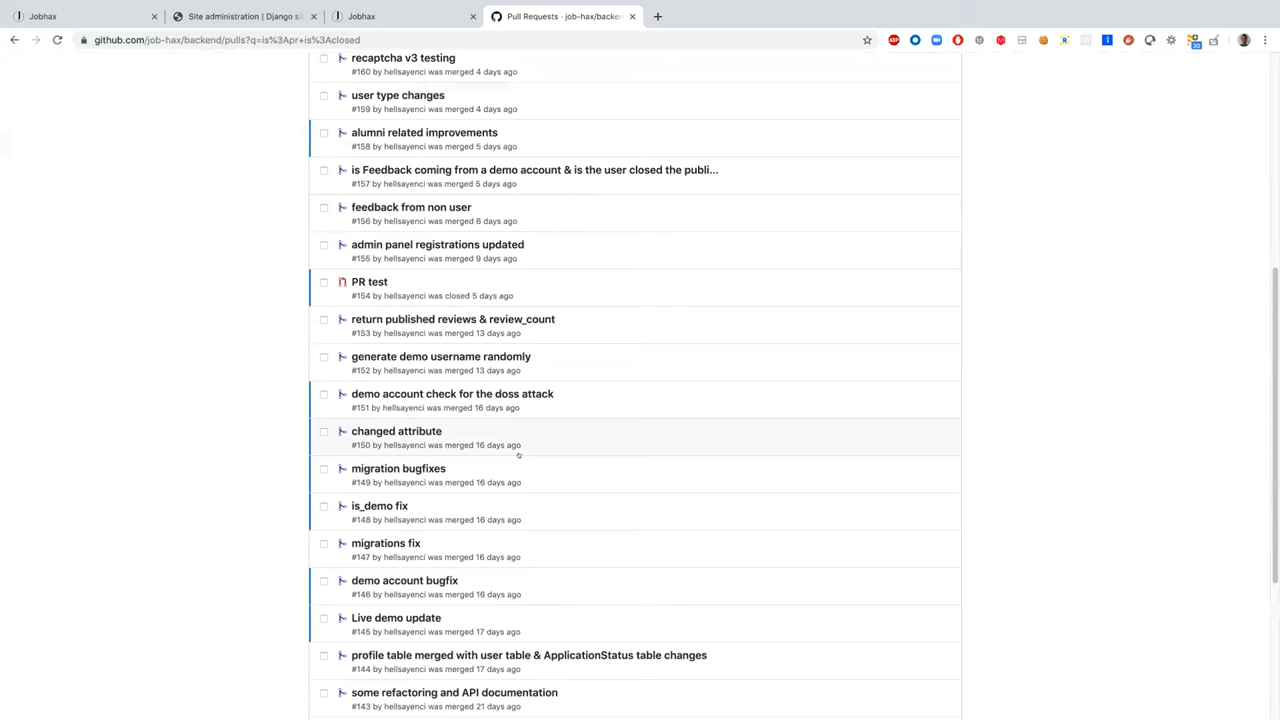 Jobhax
Site administration | Django si
Jobhax
Pull Requests · job-hax/backen
github.com/job-hax/backend/pulls?q=is%3Apr+is%3Aclosed
ABP
30
recaptcha v3 testing
#160 by hellsayenci was merged 4 days ago
user type changes
#159 by hellsayenci was merged 4 days ago
alumni related improvements
#158 by hellsayenci was merged 5 days ago
is Feedback coming from a demo account & is the user closed the publi...
#157 by hellsayenci was merged 5 days ago
feedback from non user
#156 by hellsayenci was merged 6 days ago
admin panel registrations updated
#155 by hellsayenci was merged 9 days ago
PR test
#154 by hellsayenci was closed 5 days ago
return published reviews & review_count
#153 by hellsayenci was merged 13 days ago
generate demo username randomly
#152 by hellsayenci was merged 13 days ago
demo account check for the doss attack
#151 by hellsayenci was merged 16 days ago
changed attribute
#150 by hellsayenci was merged 16 days ago
migration bugfixes
#149 by hellsayenci was merged 16 days ago
is_demo fix
#148 by hellsayenci was merged 16 days ago
migrations fix
#147 by hellsayenci was merged 16 days ago
demo account bugfix
#146 by hellsayenci was merged 16 days ago
Live demo update
#145 by hellsayenci was merged 17 days ago
profile table merged with user table & ApplicationStatus table changes
#144 by hellsayenci was merged 17 days ago
some refactoring and API documentation
#143 by hellsayenci was merged 21 days ago